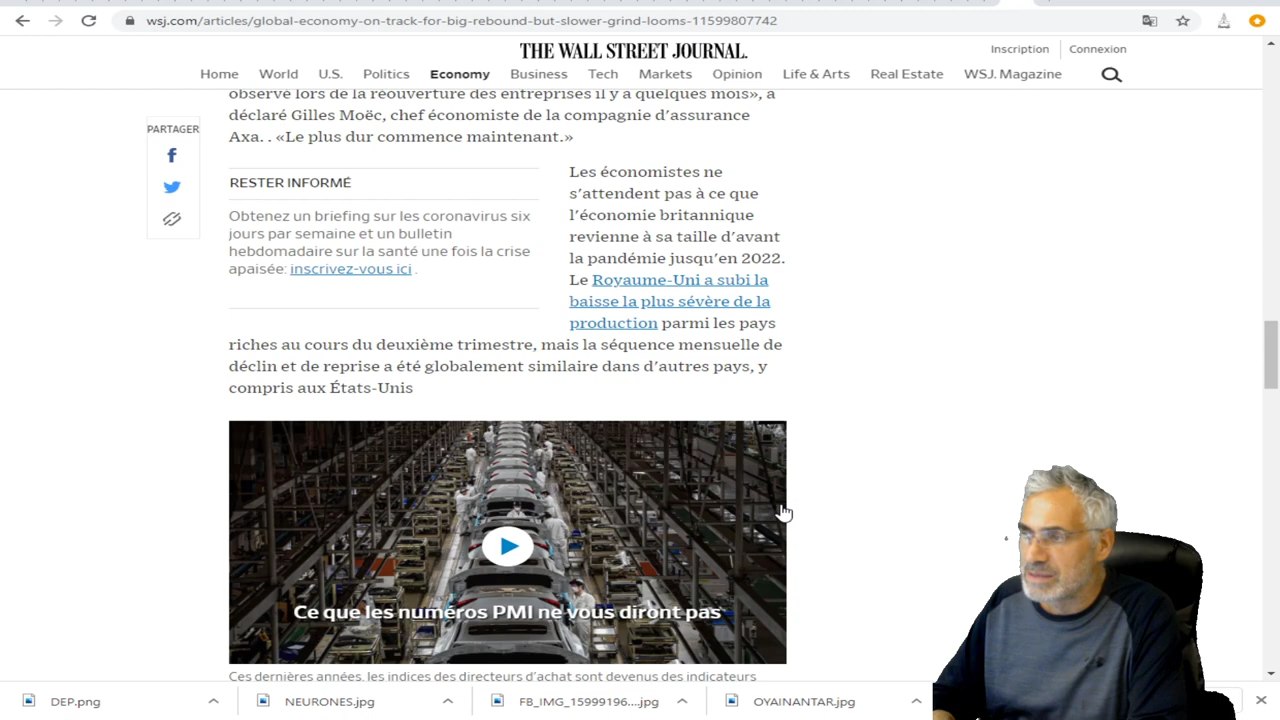 wsj.com/articles/global-economy-on-track-for-big-rebound-but-slower-grind-looms-11599807742
THE WALL STREET JOURNAL.
Inscription Connexion
Home World U.S. Politics Economy Business Tech Markets Opinion Life & Arts Real Estate WSJ. Magazine
observé lors de la réouverture des entreprises il y a quelques mois», a
déclaré Gilles Moëc, chef économiste de la compagnie d'assurance
Axa. . «Le plus dur commence maintenant.»
PARTAGER
RESTER INFORMÉ
Obtenez un briefing sur les coronavirus six
jours par semaine et un bulletin
hebdomadaire sur la santé une fois la crise
apaisée: inscrivez-vous ici .
Les économistes ne
s'attendent pas à ce que
l'économie britannique
revienne à sa taille d'avant
la pandémie jusqu'en 2022.
Le Royaume-Uni a subi la
baisse la plus sévère de la
production parmi les pays
riches au cours du deuxième trimestre, mais la séquence mensuelle de
déclin et de reprise a été globalement similaire dans d'autres pays, y
compris aux États-Unis
Ce que les numéros PMI ne vous diront pas
Ces dernières années, les indices des directeurs d'achat sont devenus des indicateurs
DEP.png NEURONES.jpg FB_IMG_15999196....jpg OYAINANTAR.jpg